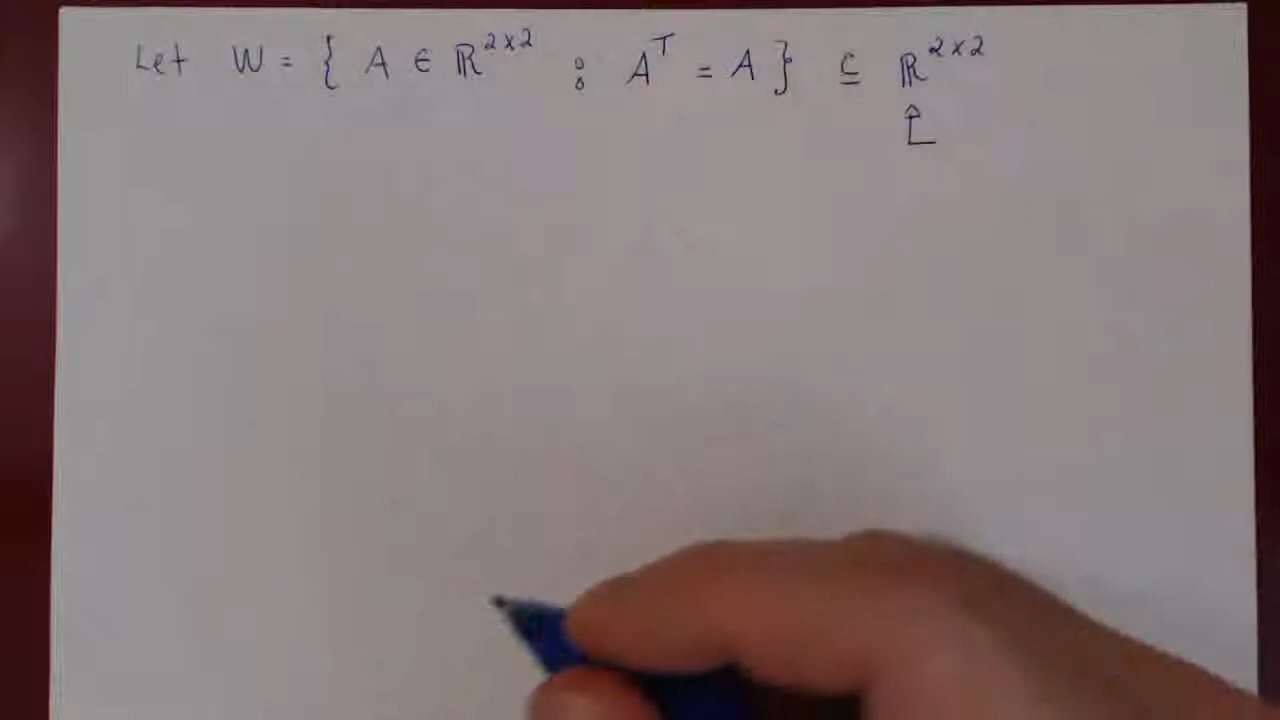 Let W = { A ∈ ℝ^{2×2} : A^T = A } ⊆ ℝ^{2×2}